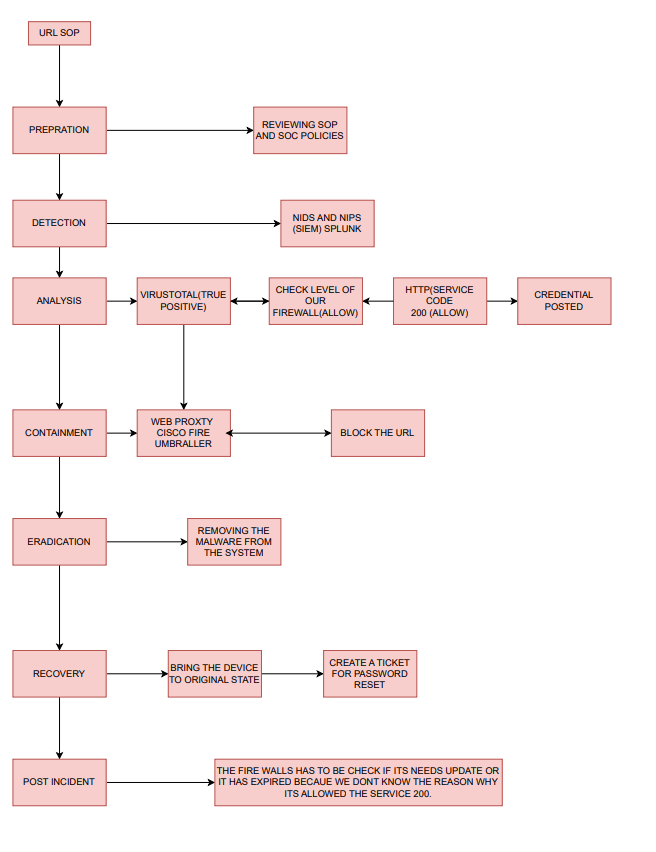 URL SOP
PREPRATION
REVIEWING SOP
AND SOC POLICIES
DETECTION
NIDS AND NIPS
(SIEM) SPLUNK
ANALYSIS
VIRUSTOTAL(TRUE
POSITIVE)
CHECK LEVEL OF
OUR
FIREWALL(ALLOW)
HTTP(SERVICE
CODE
200 (ALLOW)
CREDENTIAL
POSTED
CONTAINMENT
WEB PROXTY
CISCO FIRE
UMBRALLER
BLOCK THE URL
ERADICATION
REMOVING THE
MALWARE FROM
THE SYSTEM
RECOVERY
BRING THE DEVICE
TO ORIGINAL STATE
CREATE A TICKET
FOR PASSWORD
RESET
POST INCIDENT
THE FIRE WALLS HAS TO BE CHECK IF ITS NEEDS UPDATE OR
IT HAS EXPIRED BECAUE WE DONT KNOW THE REASON WHY
ITS ALLOWED THE SERVICE 200.